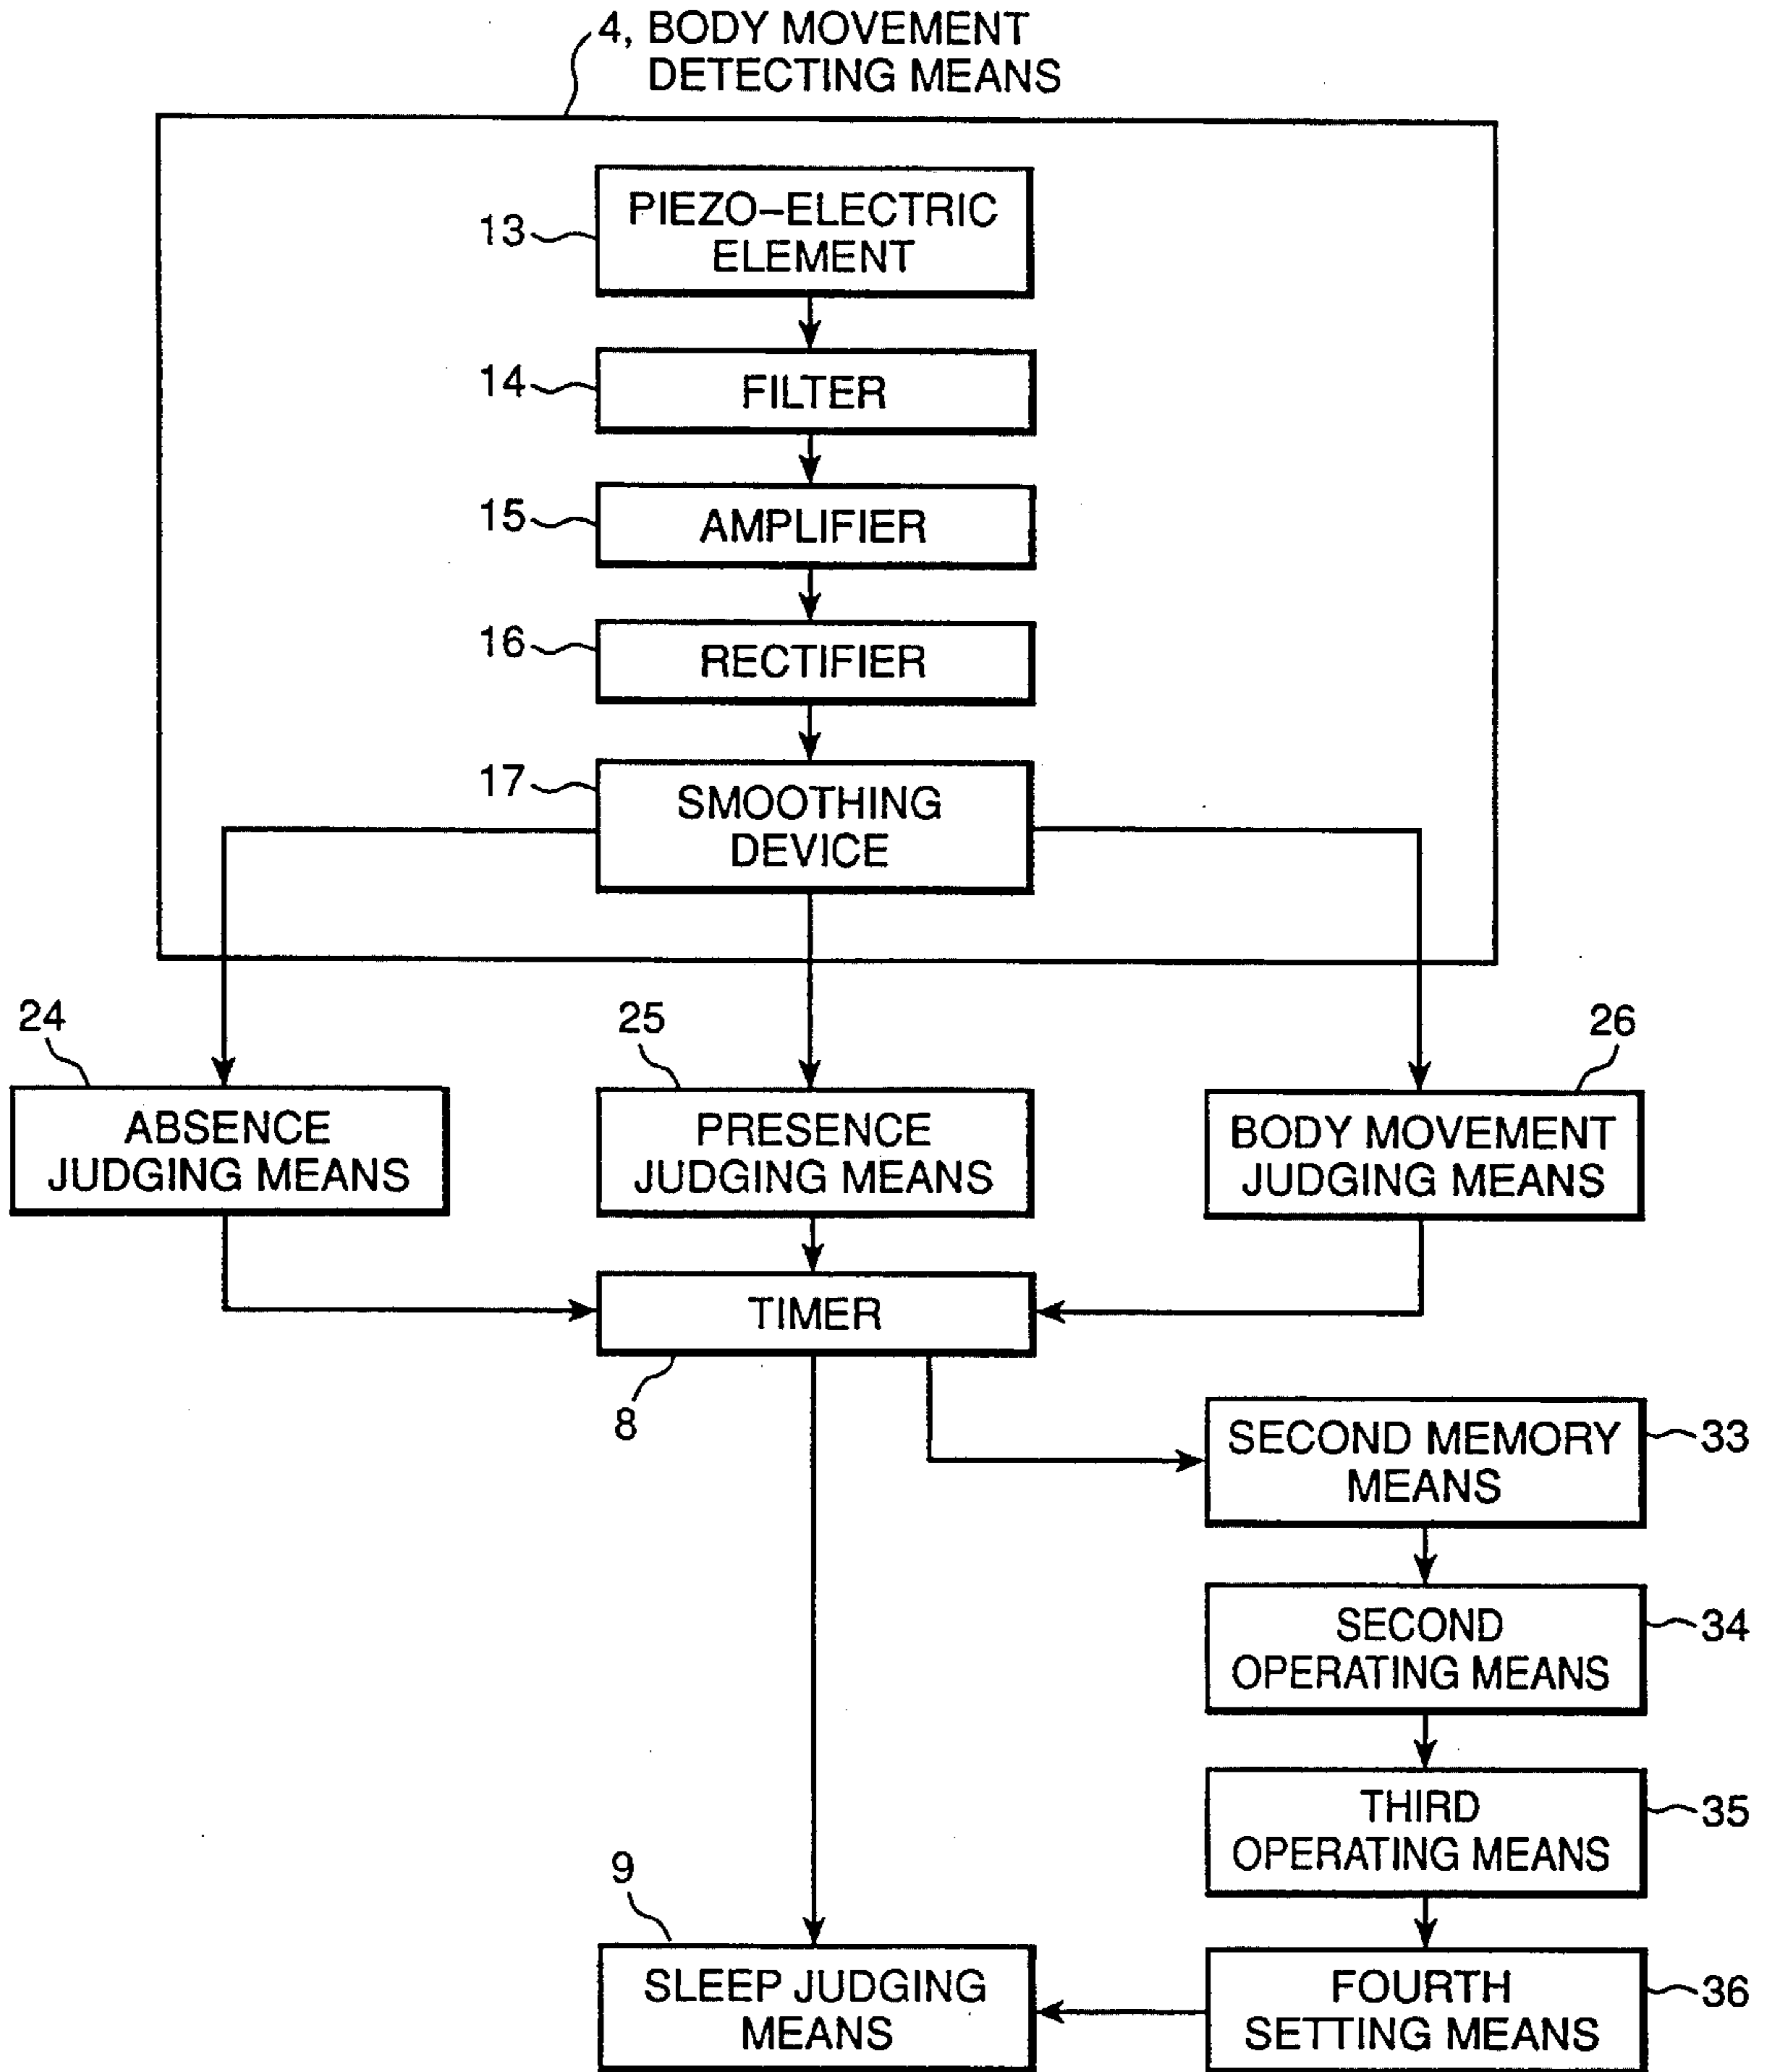 4, BODY MOVEMENT
DETECTING MEANS
13
PIEZO-ELECTRIC
ELEMENT
14
FILTER
15
AMPLIFIER
16
RECTIFIER
17
SMOOTHING
DEVICE
24
ABSENCE
JUDGING MEANS
25
PRESENCE
JUDGING MEANS
26
BODY MOVEMENT
JUDGING MEANS
TIMER
8
SECOND MEMORY
MEANS
33
SECOND
OPERATING MEANS
34
THIRD
OPERATING MEANS
35
9
SLEEP JUDGING
MEANS
FOURTH
SETTING MEANS
36